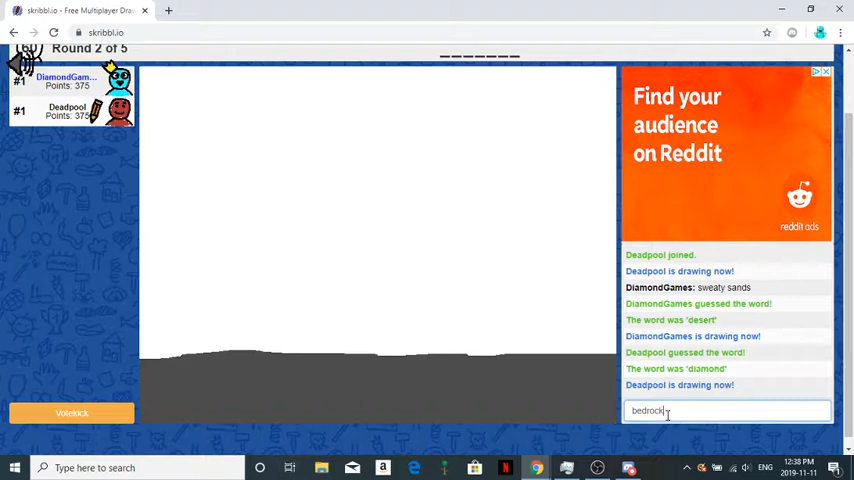 skribbl.io - Free Multiplayer Draw
skribbl.io
Round 2 of 5
_ _ _ _ _ _ _
#1 DiamondGam...
Points: 375
#1 Deadpool
Points: 375
Votekick
Find your
audience
on Reddit
reddit ads
Deadpool joined.
Deadpool is drawing now!
DiamondGames: sweaty sands
DiamondGames guessed the word!
The word was 'desert'
DiamondGames is drawing now!
Deadpool guessed the word!
The word was 'diamond'
Deadpool is drawing now!
bedrock
Type here to search
ENG
12:38 PM
2019-11-11